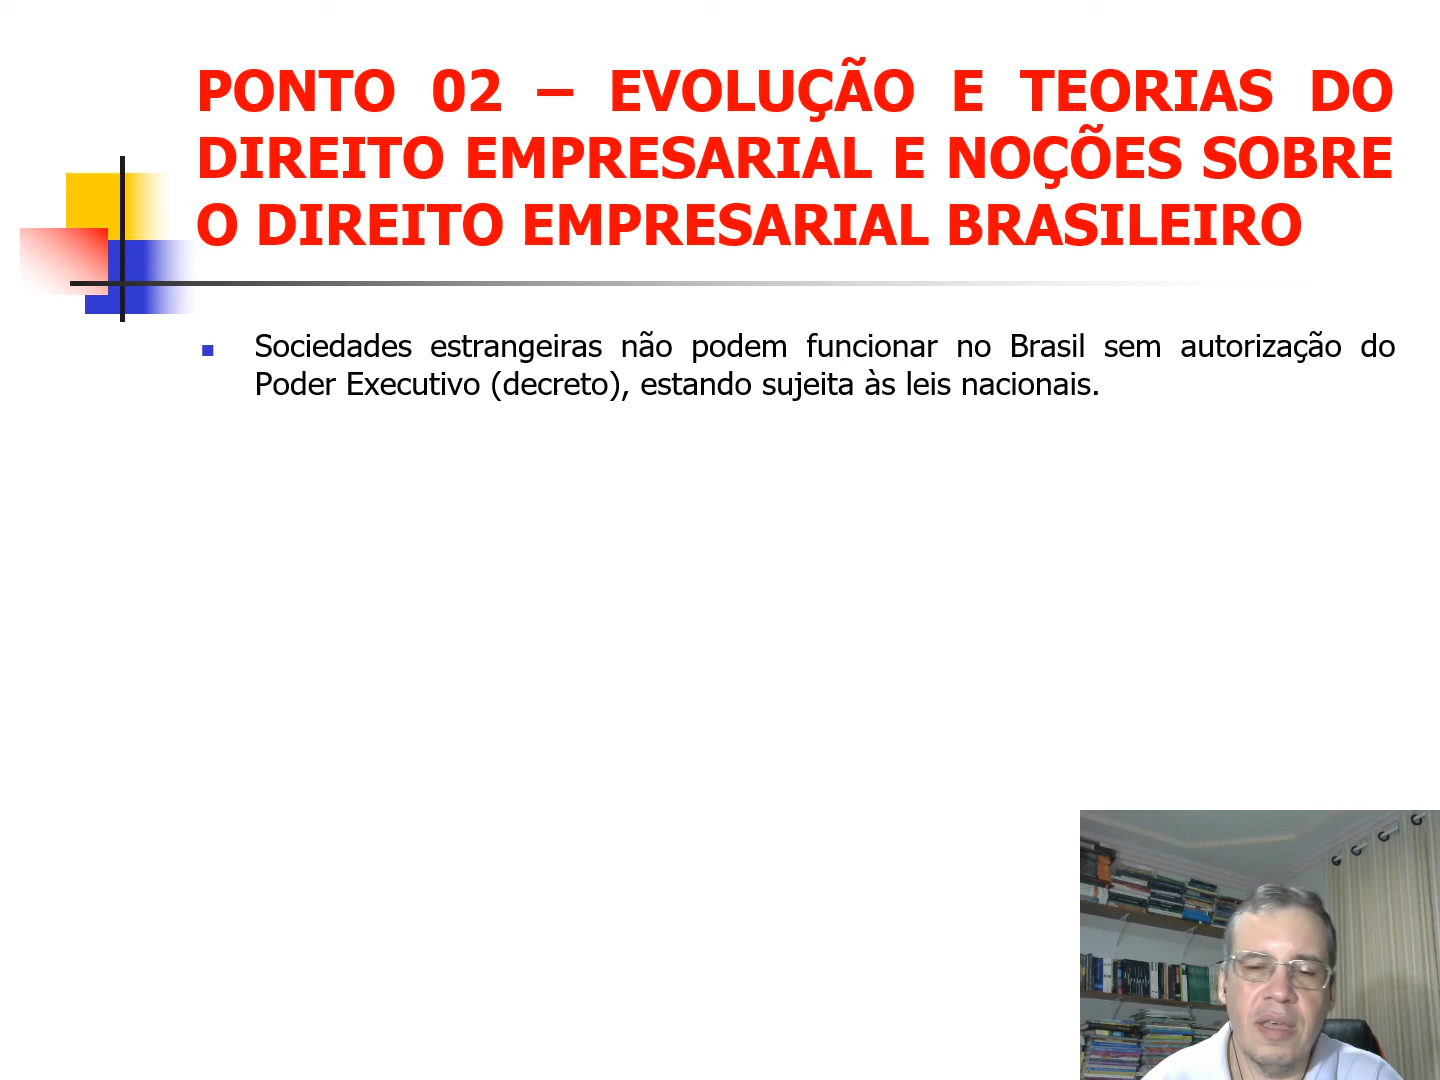 PONTO 02 – EVOLUÇÃO E TEORIAS DO
DIREITO EMPRESARIAL E NOÇÕES SOBRE
O DIREITO EMPRESARIAL BRASILEIRO
Sociedades estrangeiras não podem funcionar no Brasil sem autorização do
Poder Executivo (decreto), estando sujeita às leis nacionais.